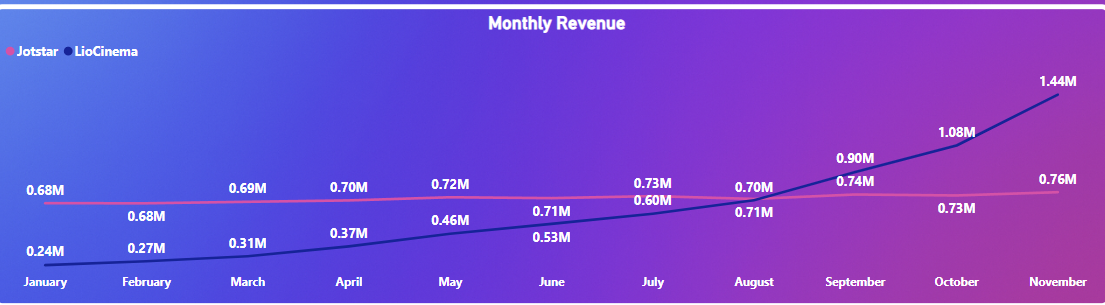 Monthly Revenue
Jotstar LioCinema
1.44M
1.08M
0.90M
0.68M 0.69M 0.70M 0.72M 0.73M 0.70M 0.74M 0.76M
0.68M 0.71M 0.60M 0.71M 0.73M
0.24M 0.27M 0.31M 0.37M 0.46M 0.53M
January February March April May June July August September October November